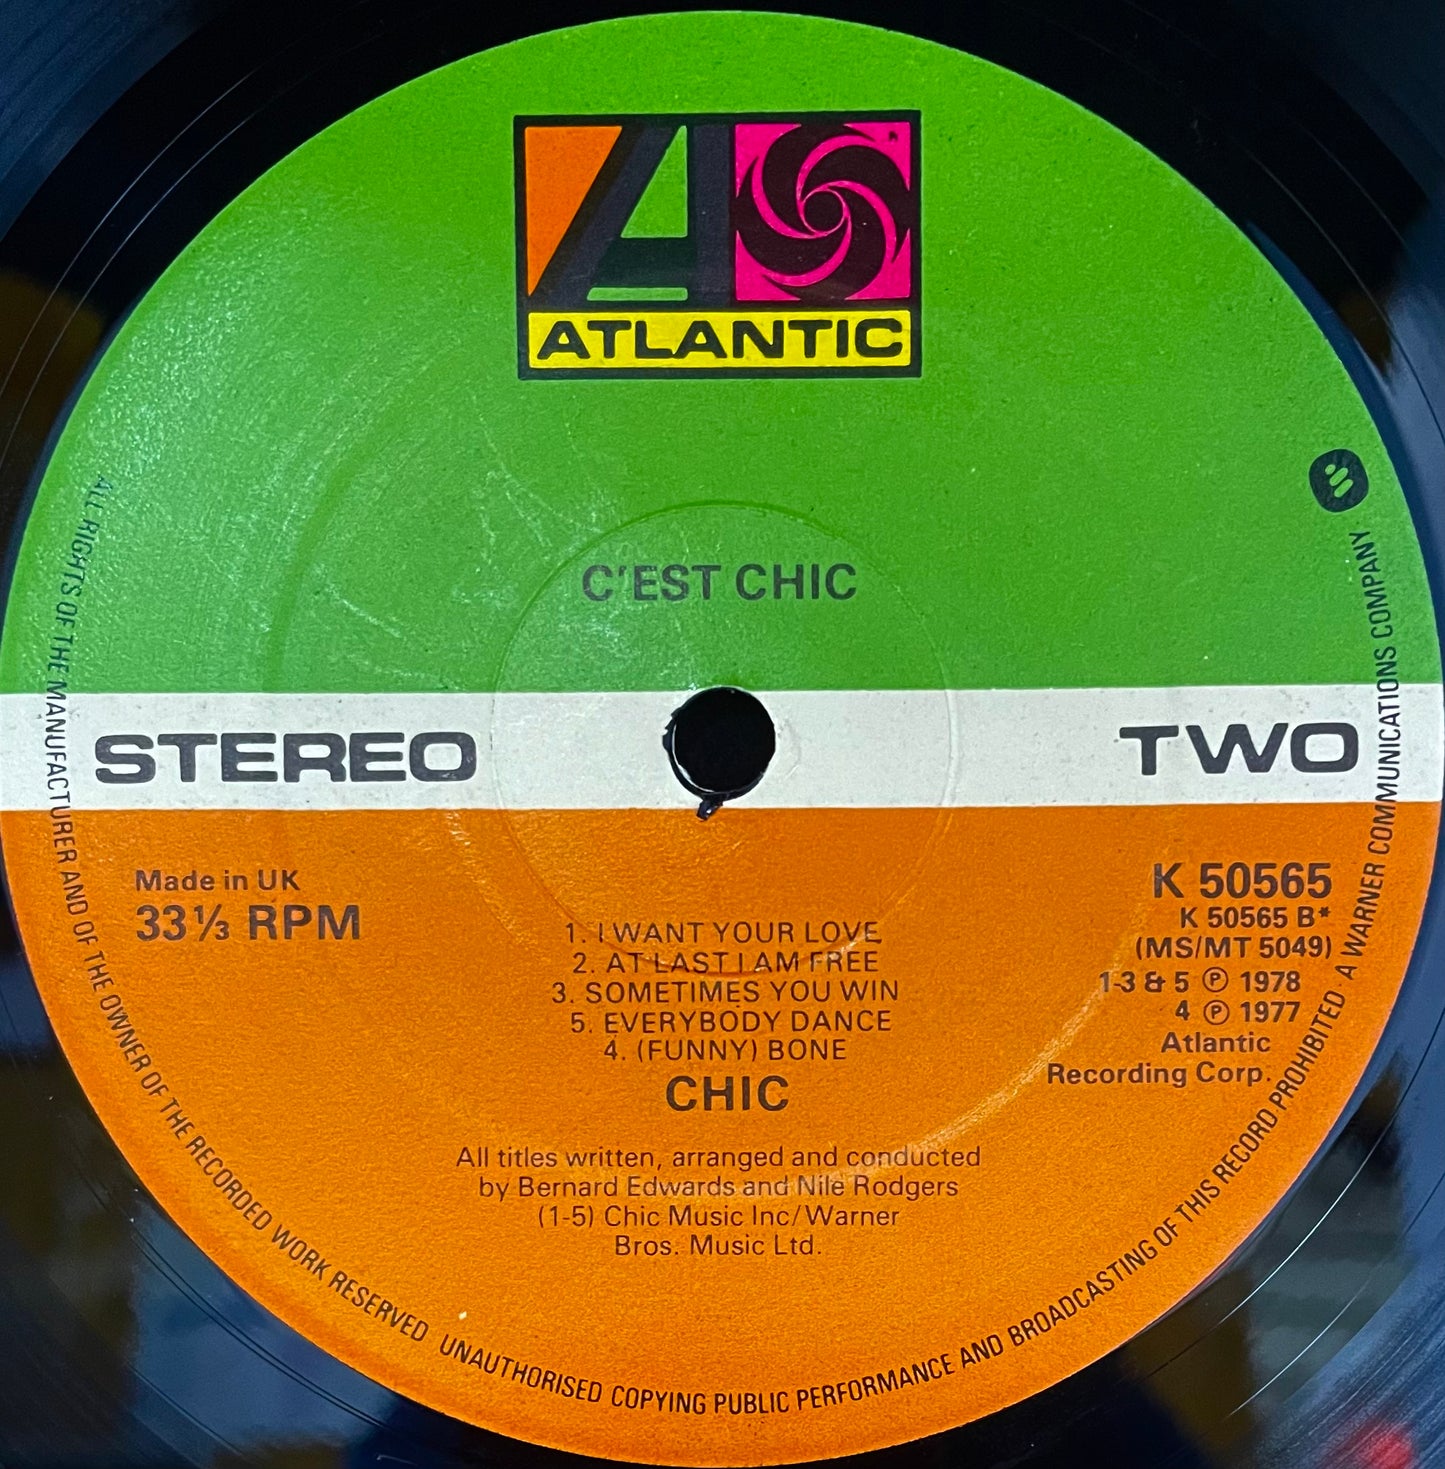 ATLANTIC
C'EST CHIC
STEREO
TWO
Made in UK
33⅓ RPM
K 50565
K 50565 B*
(MS/MT 5049)
1-3 & 5 ℗ 1978
4 ℗ 1977
Atlantic
Recording Corp.
1. I WANT YOUR LOVE
2. AT LAST I AM FREE
3. SOMETIMES YOU WIN
5. EVERYBODY DANCE
4. (FUNNY) BONE
CHIC
All titles written, arranged and conducted
by Bernard Edwards and Nile Rodgers
(1-5) Chic Music Inc/Warner
Bros. Music Ltd.
ALL RIGHTS OF THE MANUFACTURER AND OF THE OWNER OF THE RECORDED WORK RESERVED UNAUTHORISED COPYING PUBLIC PERFORMANCE AND BROADCASTING OF THIS RECORD PROHIBITED · A WARNER COMMUNICATIONS COMPANY